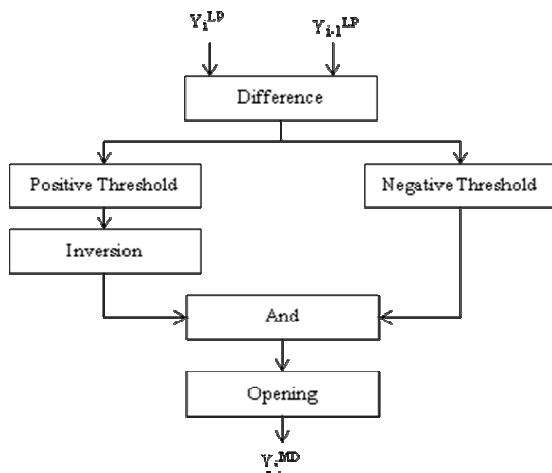 Y_i^LP Y_i-1^LP
Difference
Positive Threshold Negative Threshold
Inversion
And
Opening
Y_i^MD